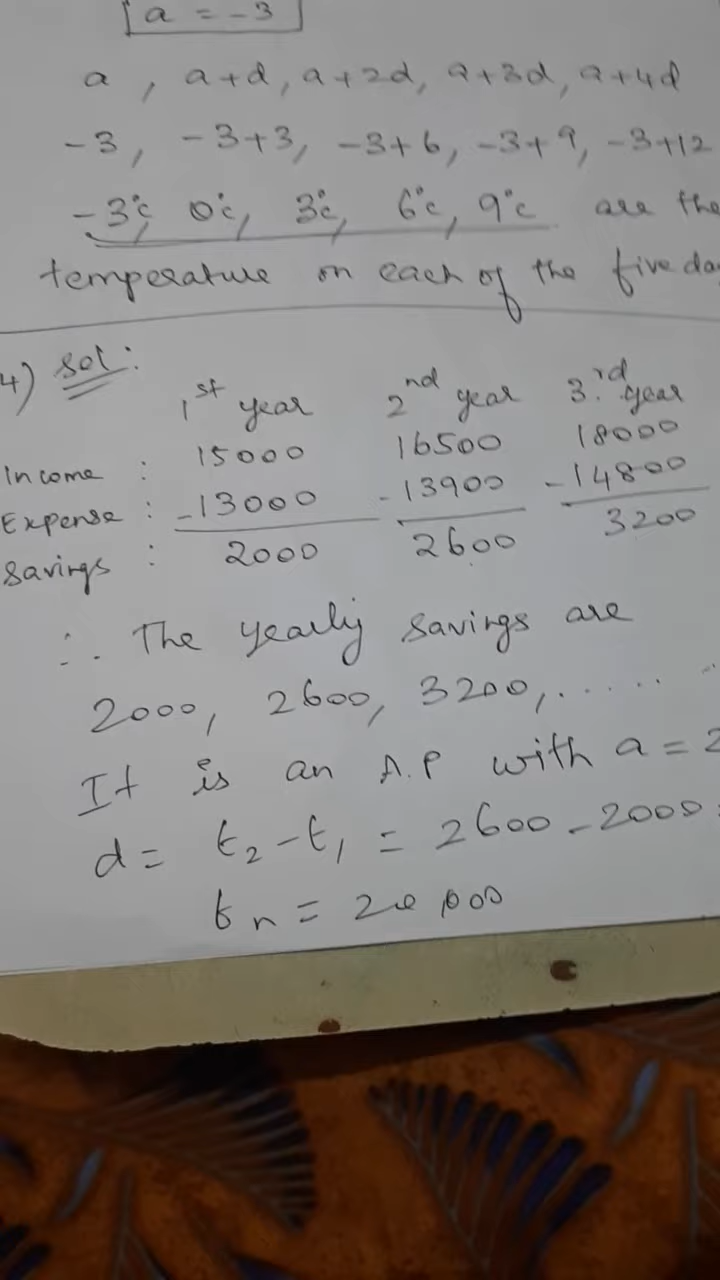 a = -3
a , a+d, a+2d, a+3d, a+4d
-3, -3+3, -3+6, -3+9, -3+12
-3°c, 0°c, 3°c, 6°c, 9°c are the
temperature on each of the five da
4) Sol:
1st year 2nd year 3.rd year
Income : 15000 16500 18000
Expense : -13000 -13900 -14800
Savings : 2000 2600 3200
∴ The yearly savings are
2000, 2600, 3200,......
It is an A.P with a = 2
d = t₂ - t₁ = 2600 - 2000
tn = 20,000